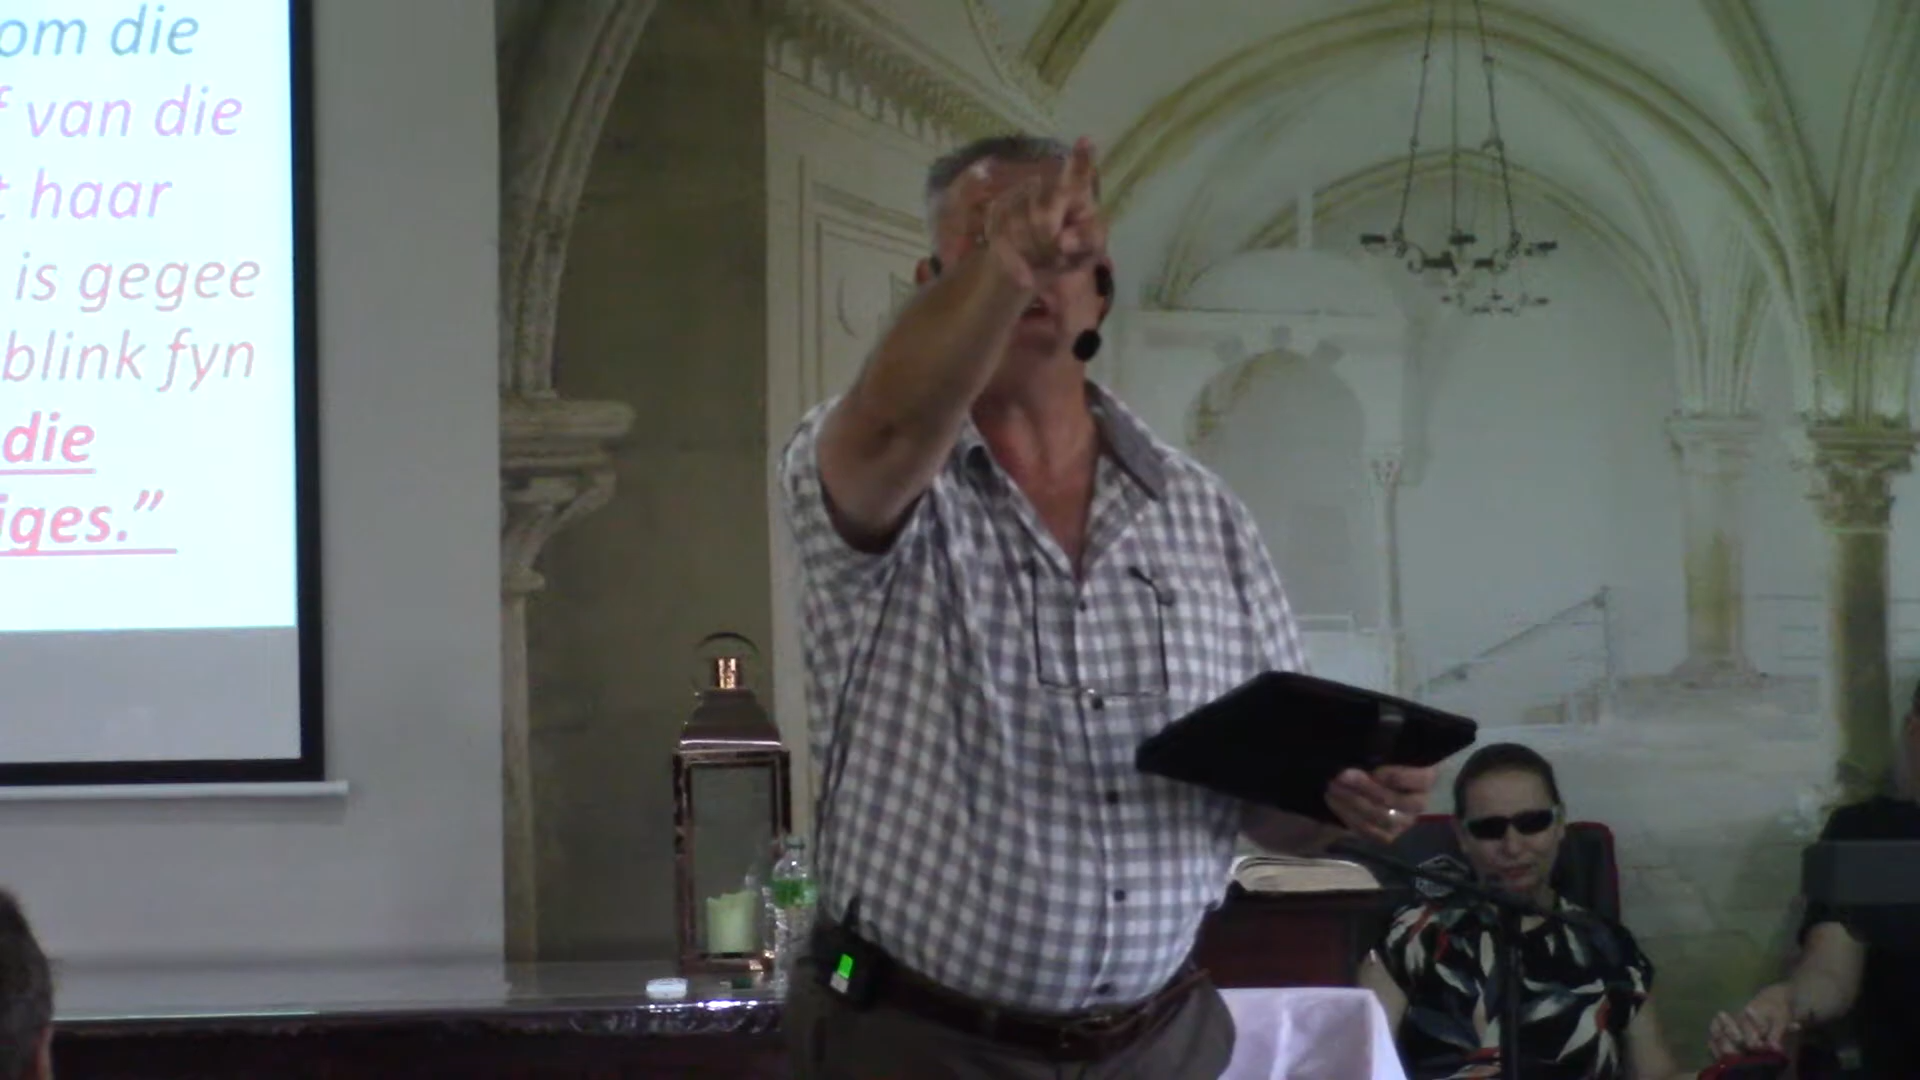 om die
van die
haar
is gegee
blink fyn
die
iges.”